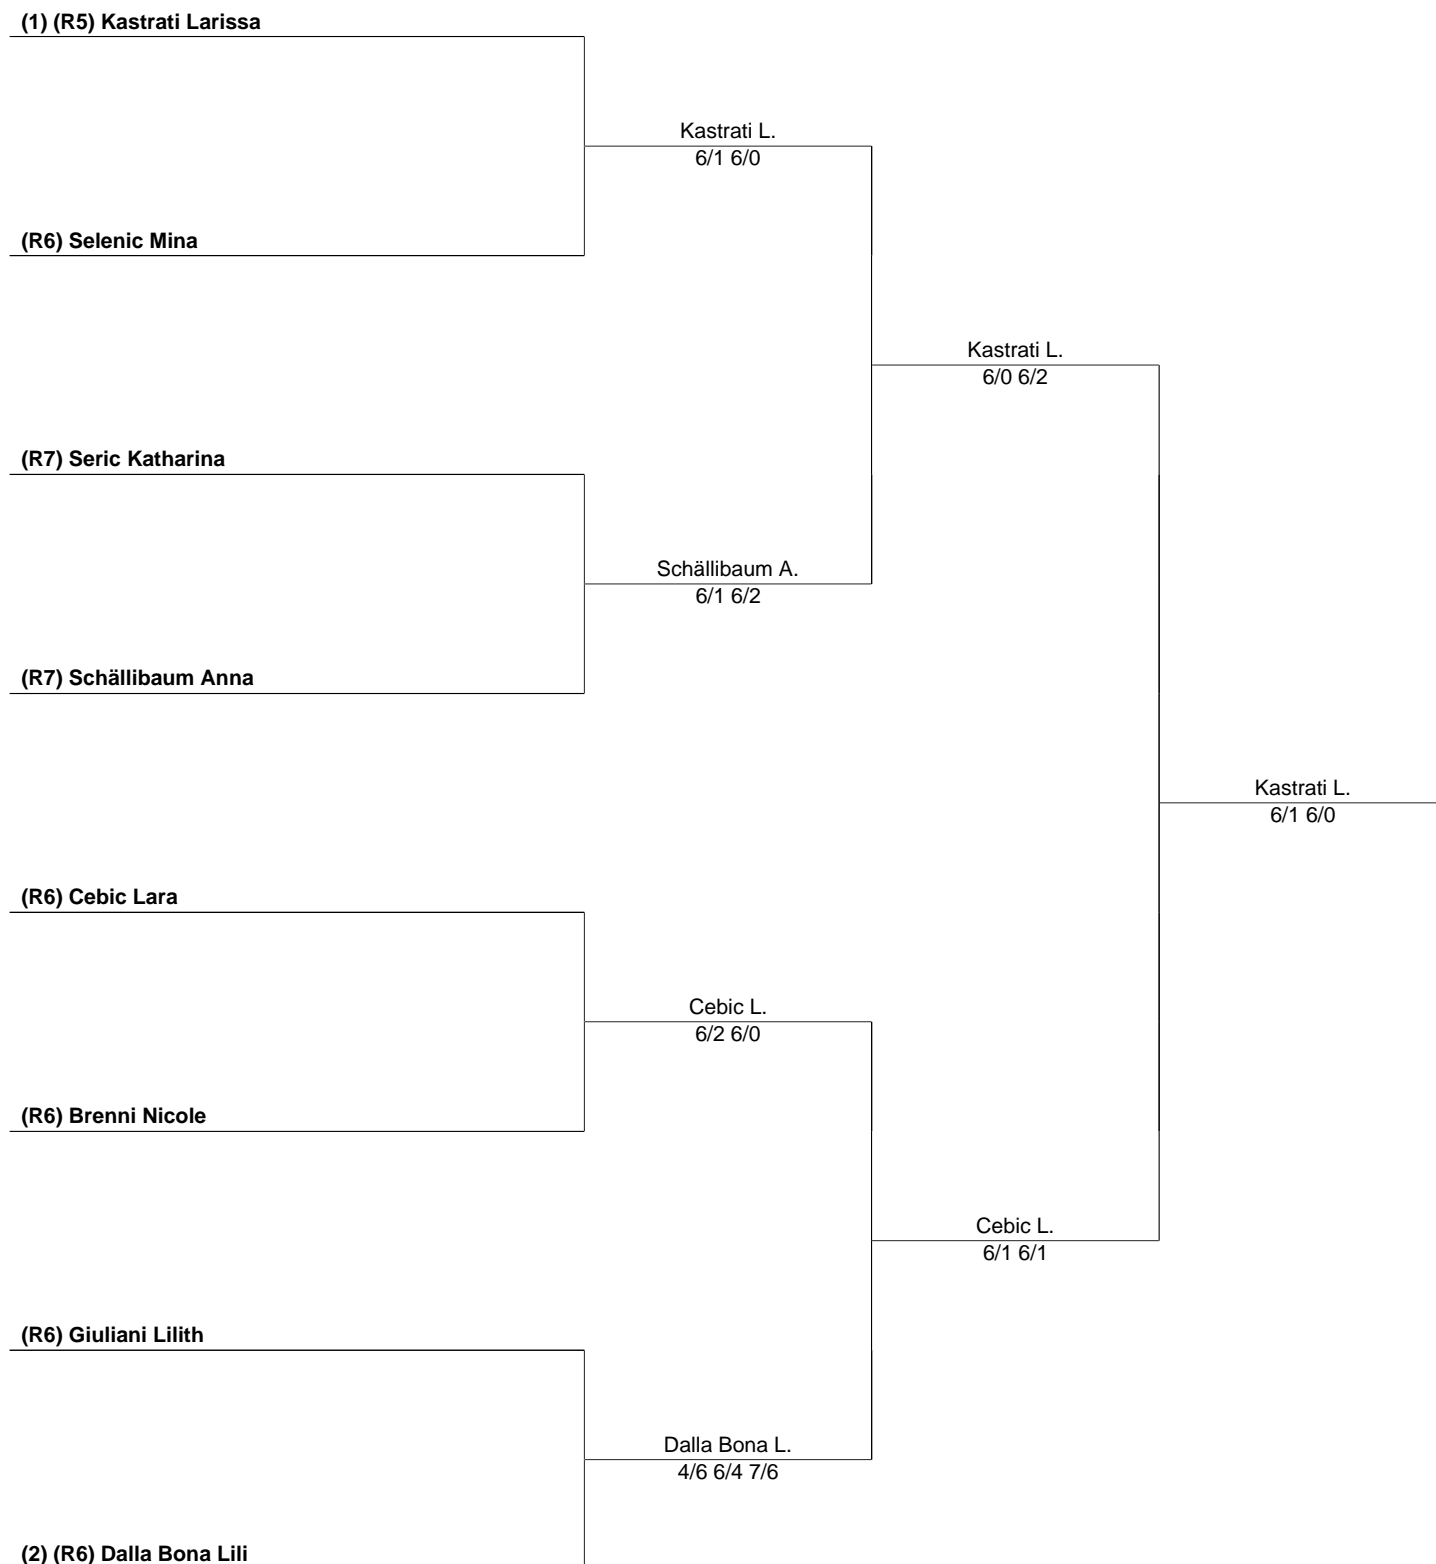 (1) (R5) Kastrati Larissa
Kastrati L.
6/1 6/0
(R6) Selenic Mina
Kastrati L.
6/0 6/2
(R7) Seric Katharina
Schällibaum A.
6/1 6/2
(R7) Schällibaum Anna
Kastrati L.
6/1 6/0
(R6) Cebic Lara
Cebic L.
6/2 6/0
(R6) Brenni Nicole
Cebic L.
6/1 6/1
(R6) Giuliani Lilith
Dalla Bona L.
4/6 6/4 7/6
(2) (R6) Dalla Bona Lili